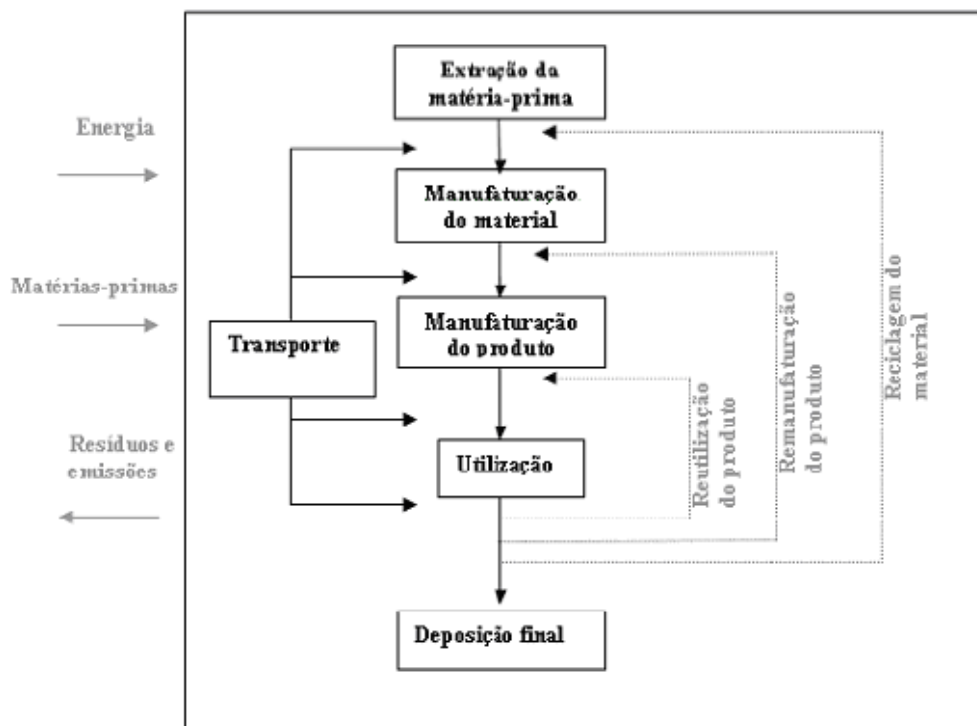 Extração da
matéria-prima
Energia
Manufaturação
do material
Matérias-primas
Manufaturação
do produto
Transporte
Resíduos e
emissões
Utilização
Reutilização
do produto
Remanufaturação
do produto
Reciclagem do
material
Deposição final